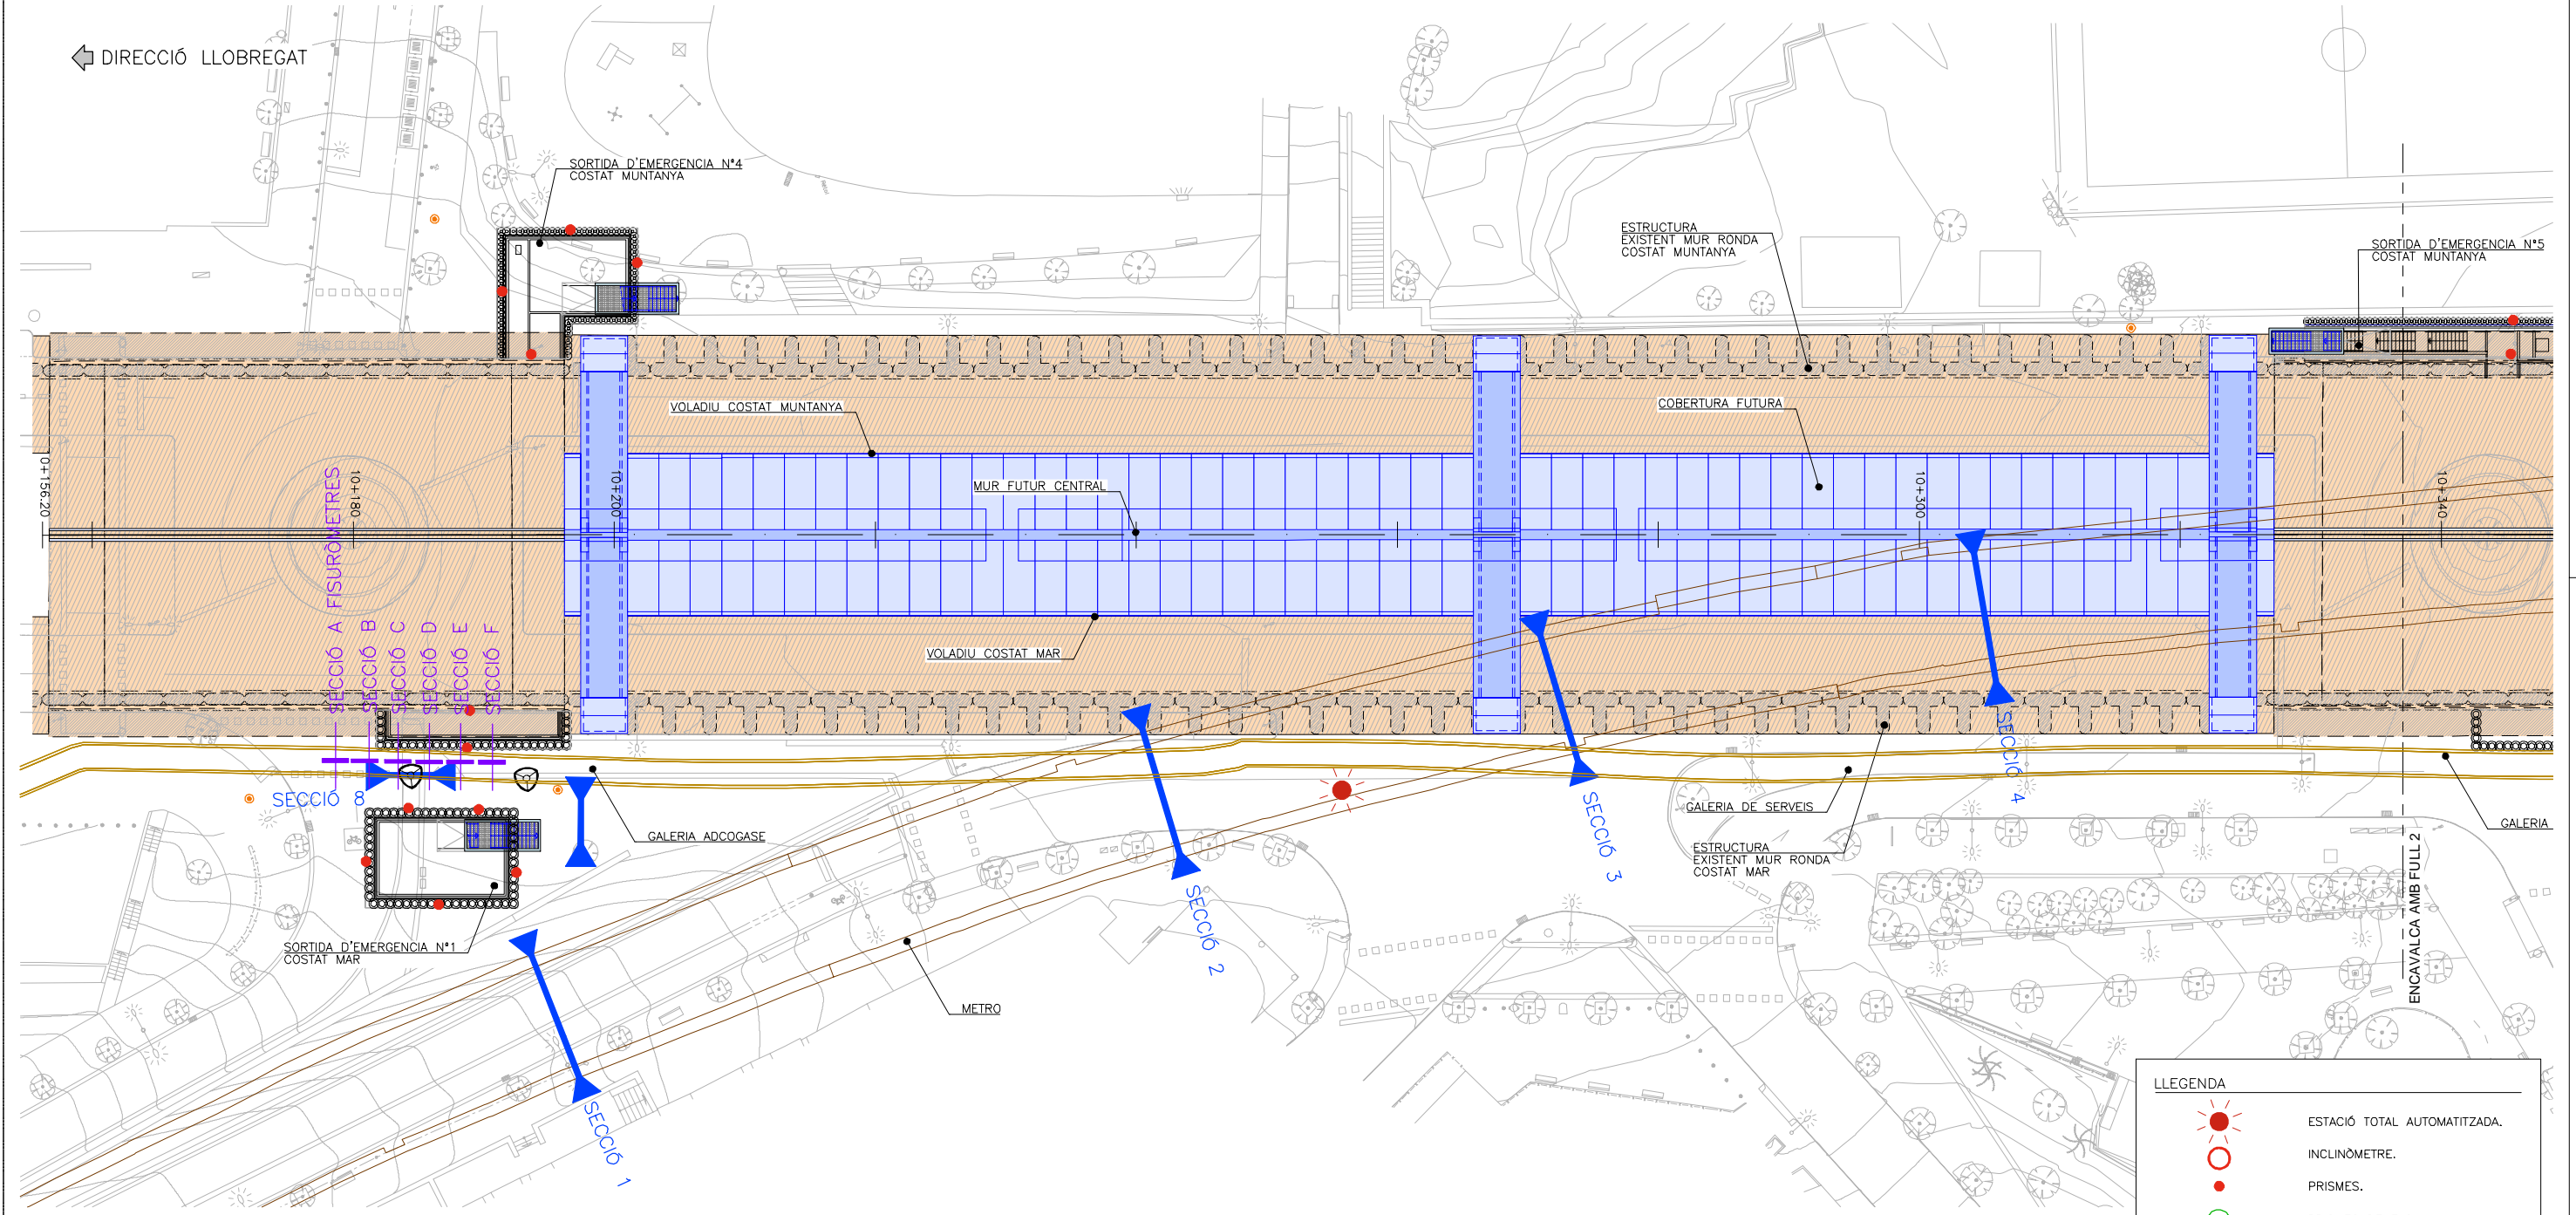 DIRECCIÓ LLOBREGAT
SORTIDA D'EMERGENCIA Nº4
COSTAT MUNTANYA
ESTRUCTURA
EXISTENT MUR RONDA
COSTAT MUNTANYA
SORTIDA D'EMERGENCIA Nº5
COSTAT MUNTANYA
VOLADIU COSTAT MUNTANYA
COBERTURA FUTURA
MUR FUTUR CENTRAL
0+156.20
10+180
10+200
10+300
10+340
FISURÒMETRES
SECCIÓ A
SECCIÓ B
SECCIÓ C
SECCIÓ D
SECCIÓ E
SECCIÓ F
VOLADIU COSTAT MAR
SECCIÓ 8
GALERIA ADCOGASE
SECCIÓ 4
SECCIÓ 3
GALERIA DE SERVEIS
GALERIA
ESTRUCTURA
EXISTENT MUR RONDA
COSTAT MAR
SECCIÓ 2
ENCAVALCA AMB FULL 2
SORTIDA D'EMERGENCIA Nº1
COSTAT MAR
METRO
SECCIÓ 1
LLEGENDA
ESTACIÓ TOTAL AUTOMATITZADA.
INCLINÒMETRE.
PRISMES.